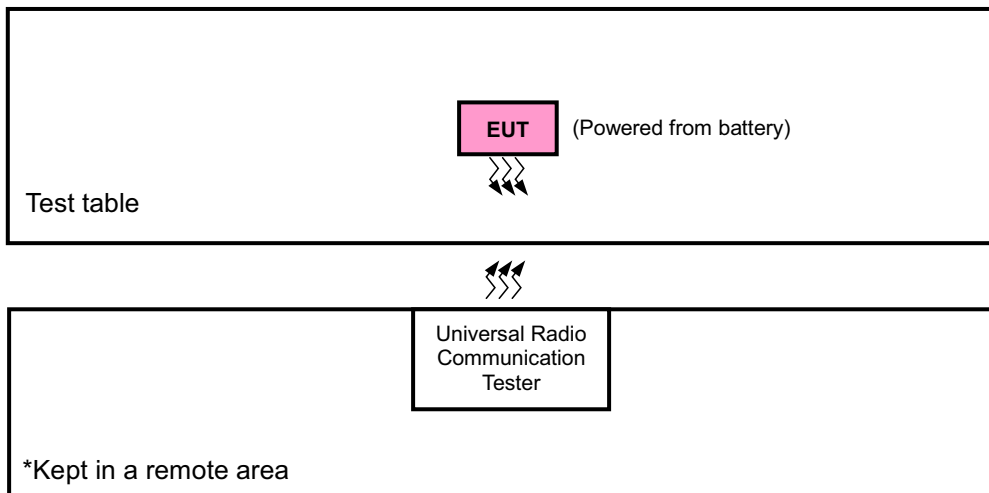 EUT
(Powered from battery)
Test table
Universal Radio
Communication
Tester
*Kept in a remote area